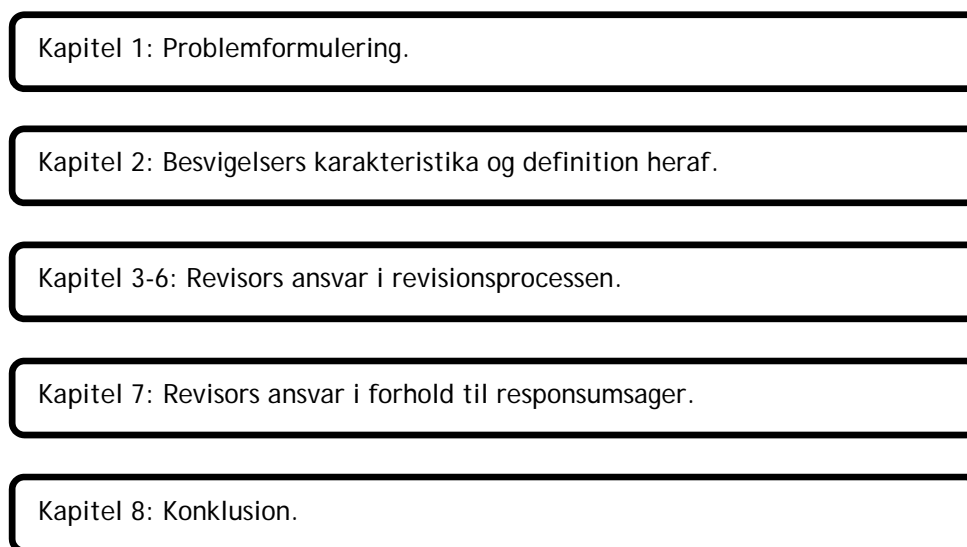 Kapitel 1: Problemformulering.
Kapitel 2: Besvigelsers karakteristika og definition heraf.
Kapitel 3-6: Revisors ansvar i revisionsprocessen.
Kapitel 7: Revisors ansvar i forhold til responsumsager.
Kapitel 8: Konklusion.